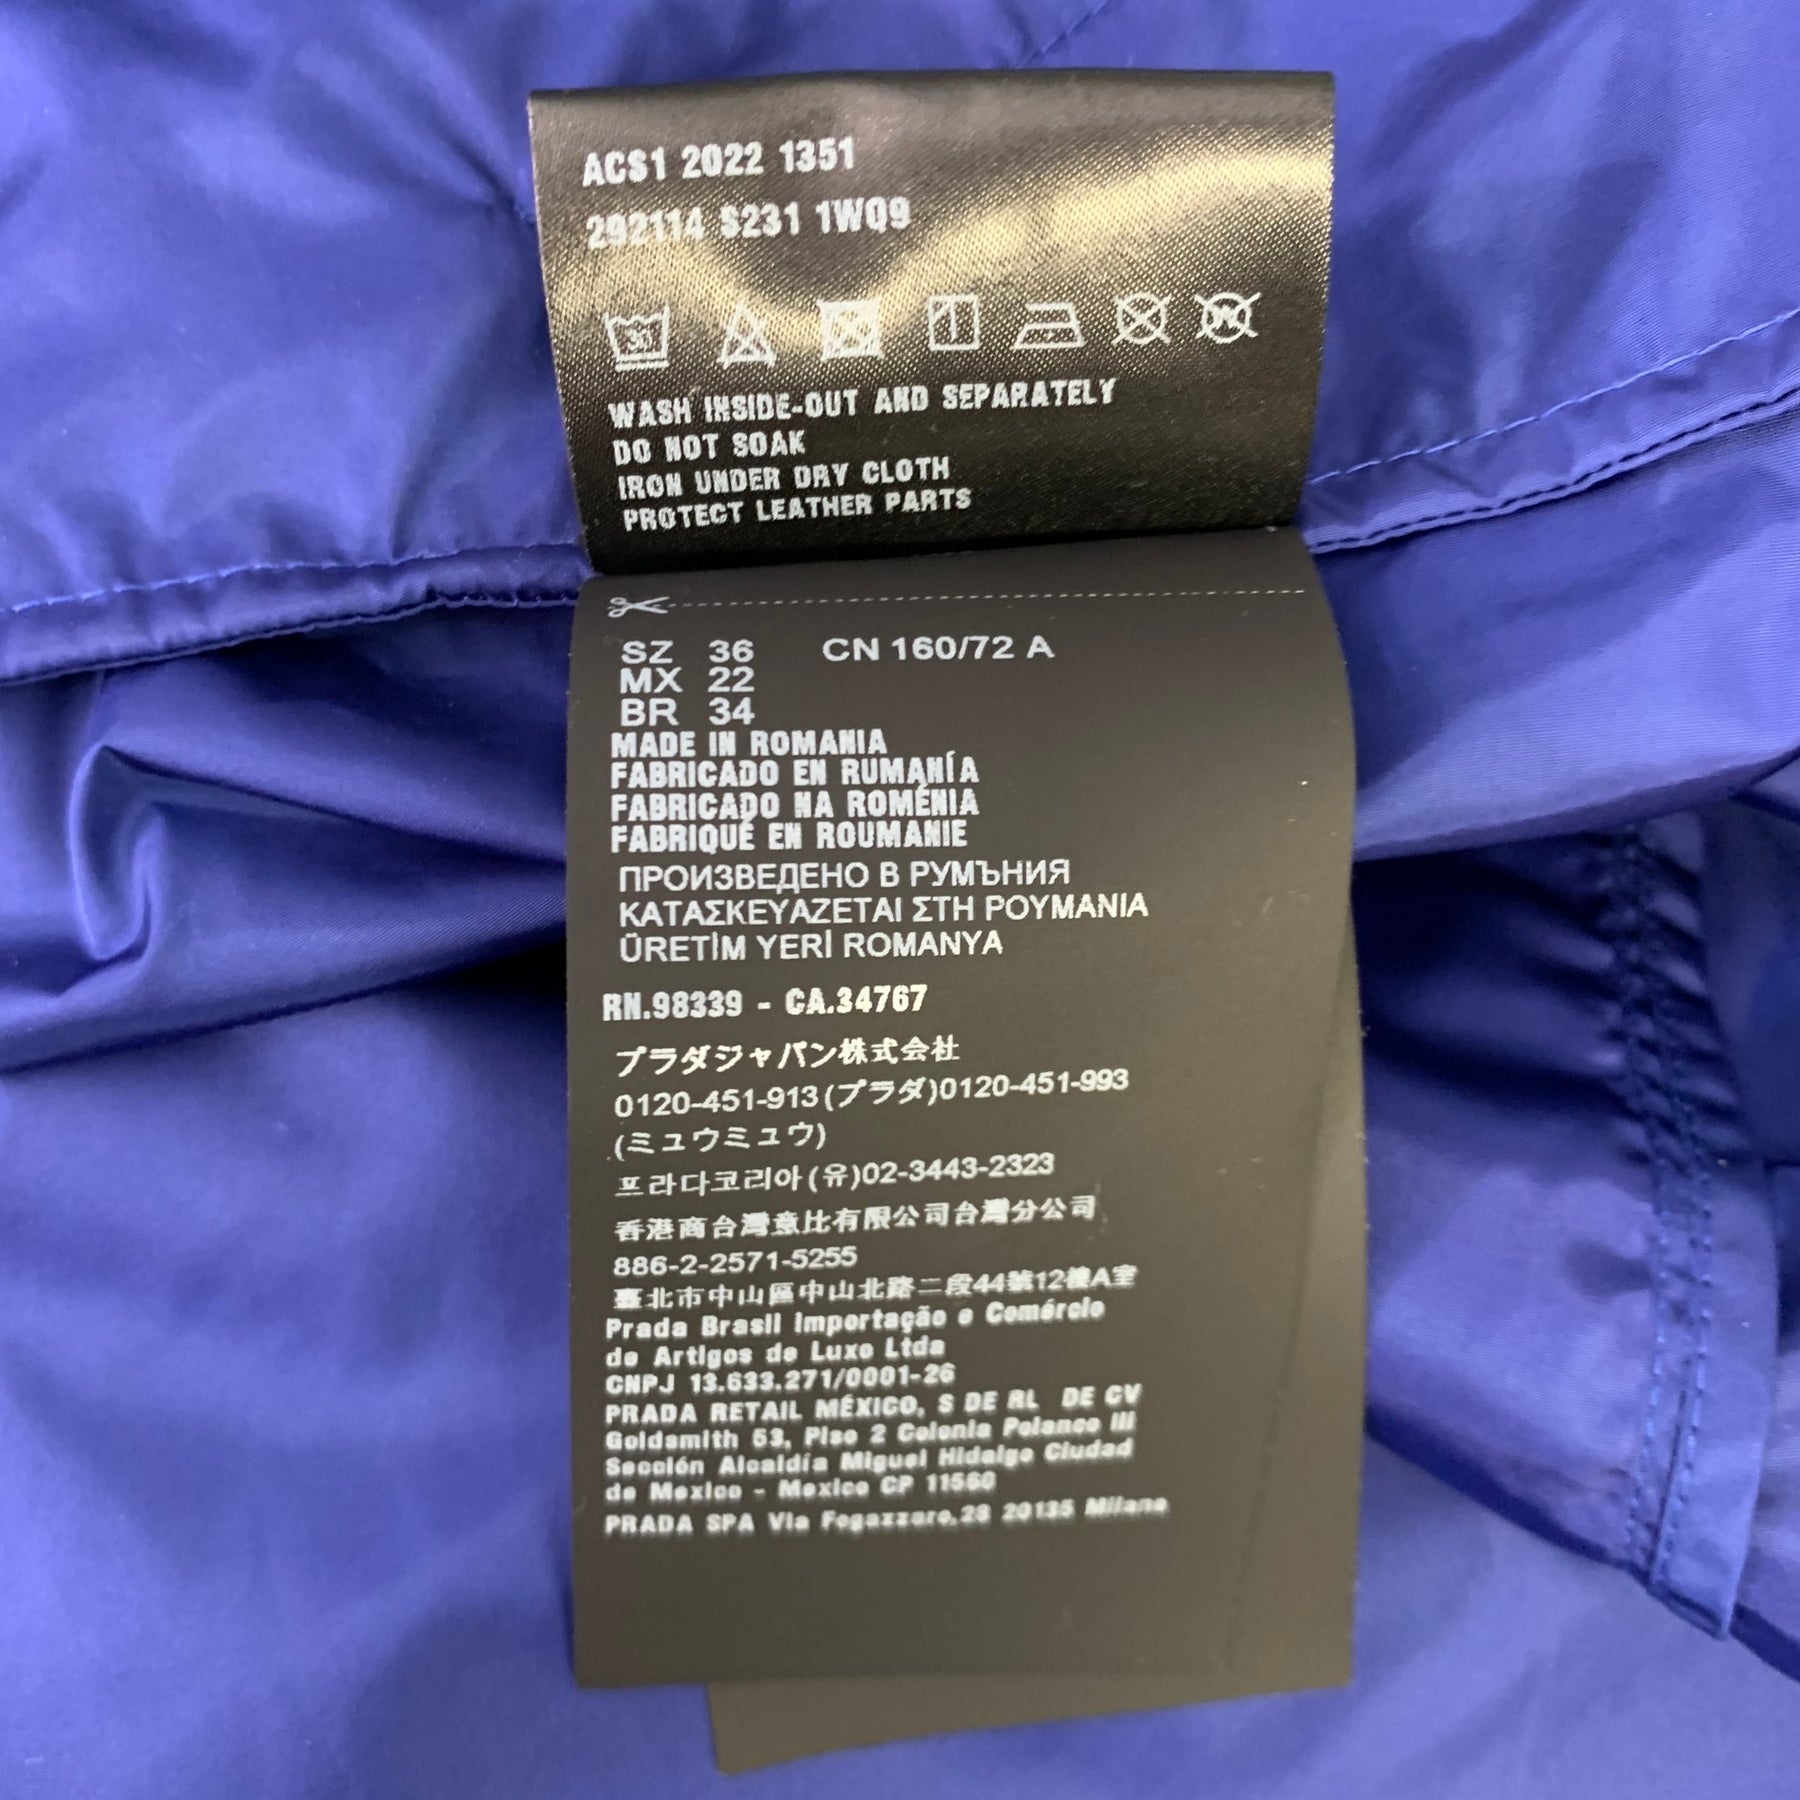 ACS1 2022 1351
292114 S231 1WQ9
WASH INSIDE-OUT AND SEPARATELY
DO NOT SOAK
IRON UNDER DRY CLOTH
PROTECT LEATHER PARTS
SZ 36 CN 160/72 A
MX 22
BR 34
MADE IN ROMANIA
FABRICADO EN RUMANÍA
FABRICADO NA ROMÉNIA
FABRIQUÉ EN ROUMANIE
ПРОИЗВЕДЕНО В РУМЪНИЯ
ΚΑΤΑΣΚΕΥΑΖΕΤΑΙ ΣΤΗ ΡΟΥΜΑΝΙΑ
ÜRETİM YERİ ROMANYA
RN.98339 - CA.34767
プラダジャパン株式会社
0120-451-913(プラダ)0120-451-993
(ミュウミュウ)
프라다코리아(유)02-3443-2323
香港商台灣意比有限公司台灣分公司
886-2-2571-5255
臺北市中山區中山北路二段44號12樓A室
Prada Brasil Importação e Comércio
de Artigos de Luxo Ltda
CNPJ 13.633.271/0001-26
PRADA RETAIL MÉXICO, S DE RL DE CV
Goldsmith 53, Piso 2 Colonia Polanco III
Sección Alcaldía Miguel Hidalgo Ciudad
de Mexico - Mexico CP 11560
PRADA SPA Via Fogazzaro,28 20135 Milano